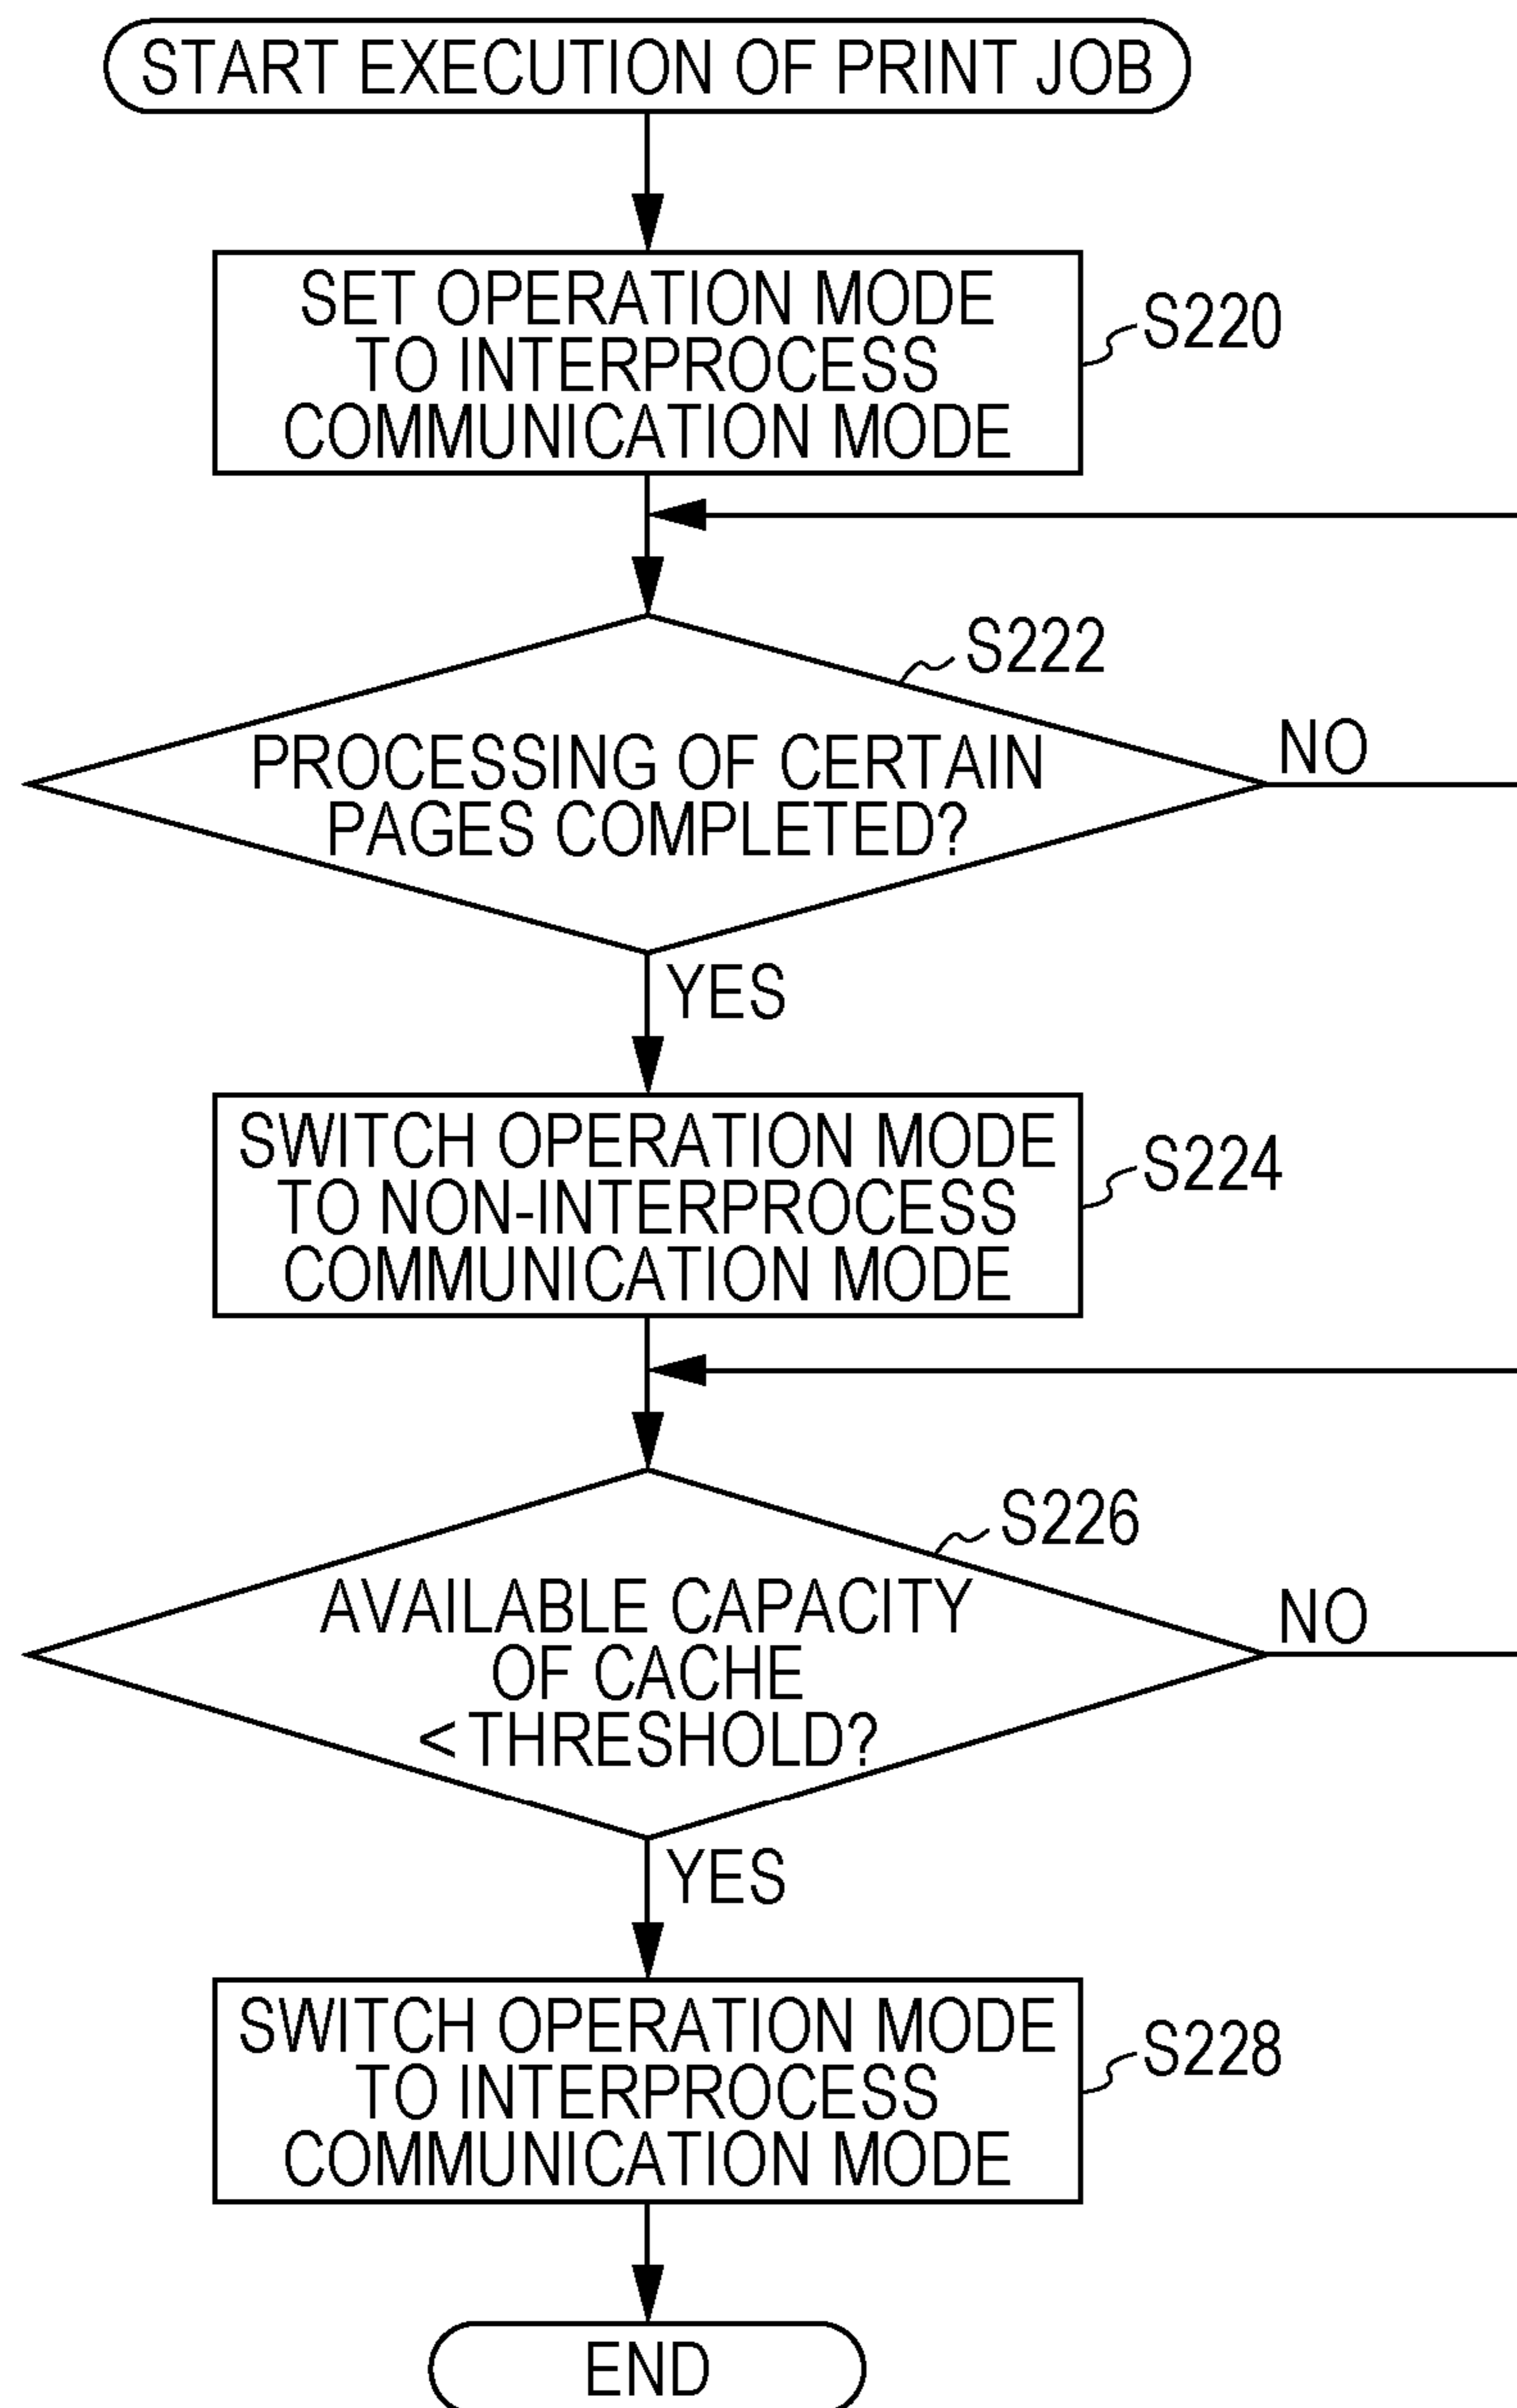 START EXECUTION OF PRINT JOB
SET OPERATION MODE
TO INTERPROCESS
COMMUNICATION MODE
S220
S222
PROCESSING OF CERTAIN
PAGES COMPLETED?
NO
YES
SWITCH OPERATION MODE
TO NON-INTERPROCESS
COMMUNICATION MODE
S224
S226
AVAILABLE CAPACITY
OF CACHE
< THRESHOLD?
NO
YES
SWITCH OPERATION MODE
TO INTERPROCESS
COMMUNICATION MODE
S228
END